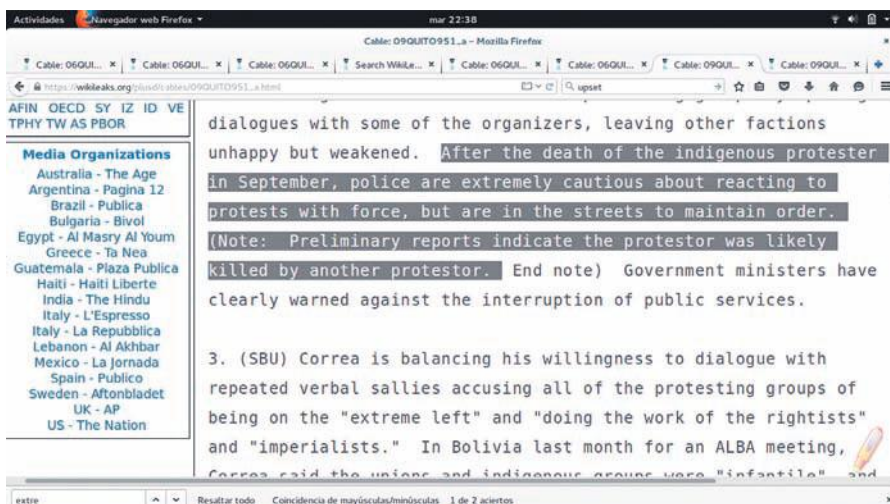 Actividades Navegador web Firefox mar 22:38
Cable: 09QUITO951_a - Mozilla Firefox
Cable: 06QUI... Cable: 06QUI... Cable: 06QUI... Search WikiLe... Cable: 06QUI... Cable: 06QUI... Cable: 09QUI... Cable: 09QUI...
https://wikileaks.org/plusd/cables/09QUITO951_a.html upset
AFIN OECD SY IZ ID VE
TPHY TW AS PBOR
Media Organizations
Australia - The Age
Argentina - Pagina 12
Brazil - Publica
Bulgaria - Bivol
Egypt - Al Masry Al Youm
Greece - Ta Nea
Guatemala - Plaza Publica
Haiti - Haiti Liberte
India - The Hindu
Italy - L'Espresso
Italy - La Repubblica
Lebanon - Al Akhbar
Mexico - La Jornada
Spain - Publico
Sweden - Aftonbladet
UK - AP
US - The Nation
dialogues with some of the organizers, leaving other factions
unhappy but weakened. After the death of the indigenous protester
in September, police are extremely cautious about reacting to
protests with force, but are in the streets to maintain order.
(Note: Preliminary reports indicate the protestor was likely
killed by another protestor. End note) Government ministers have
clearly warned against the interruption of public services.
3. (SBU) Correa is balancing his willingness to dialogue with
repeated verbal sallies accusing all of the protesting groups of
being on the "extreme left" and "doing the work of the rightists"
and "imperialists." In Bolivia last month for an ALBA meeting,
Correa said the unions and indigenous groups were "infantile" and
extre Resaltar todo Coincidencia de mayúsculas/minúsculas 1 de 2 aciertos